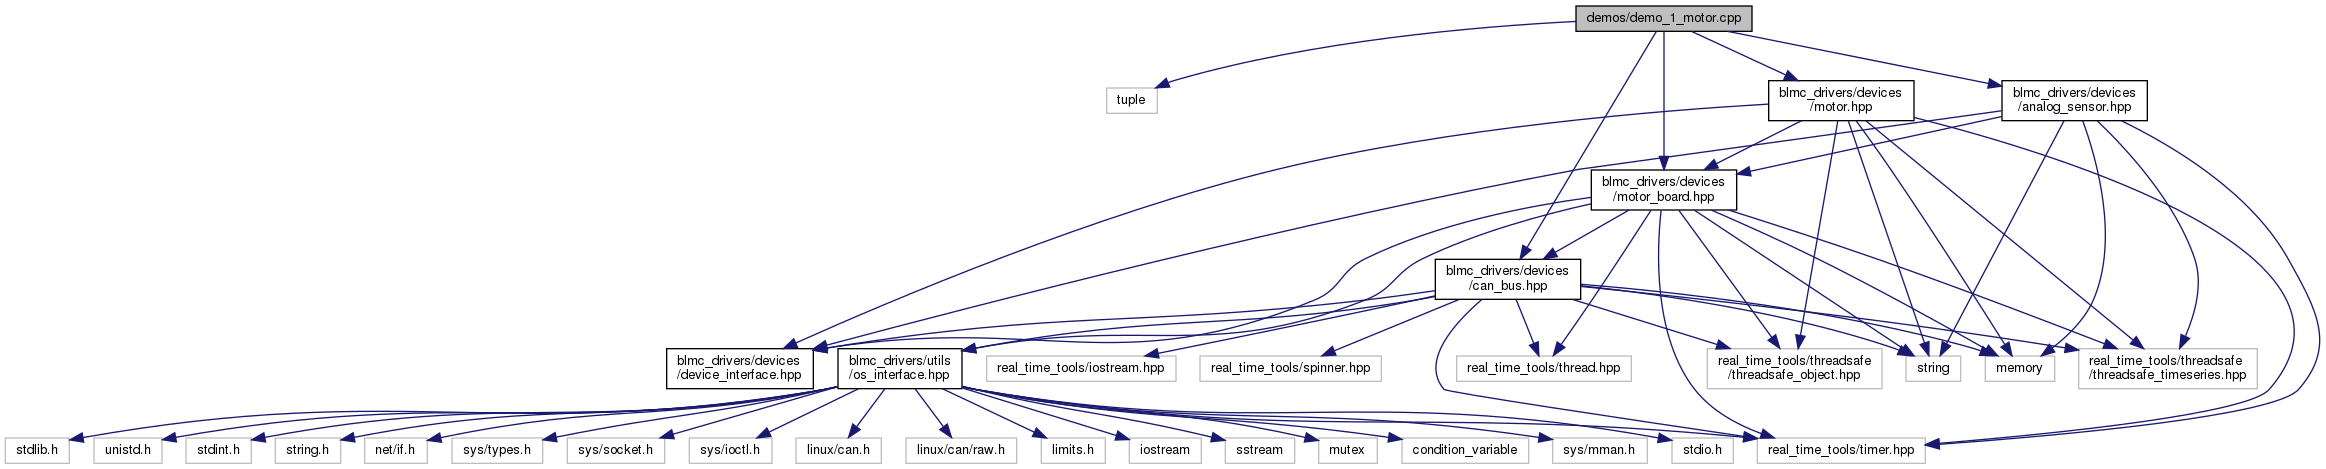 demos/demo_1_motor.cpp
tuple
blmc_drivers/devices
/motor.hpp
blmc_drivers/devices
/analog_sensor.hpp
blmc_drivers/devices
/motor_board.hpp
blmc_drivers/devices
/can_bus.hpp
blmc_drivers/devices
/device_interface.hpp
blmc_drivers/utils
/os_interface.hpp
real_time_tools/iostream.hpp
real_time_tools/spinner.hpp
real_time_tools/thread.hpp
real_time_tools/threadsafe
/threadsafe_object.hpp
string
memory
real_time_tools/threadsafe
/threadsafe_timeseries.hpp
stdlib.h
unistd.h
stdint.h
string.h
net/if.h
sys/types.h
sys/socket.h
sys/ioctl.h
linux/can.h
linux/can/raw.h
limits.h
iostream
sstream
mutex
condition_variable
sys/mman.h
stdio.h
real_time_tools/timer.hpp